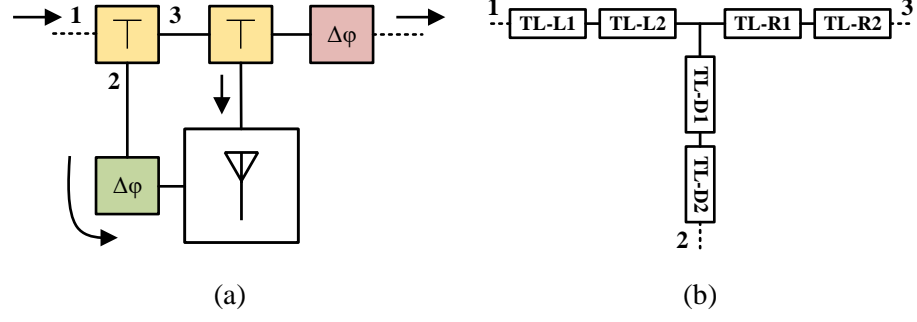 1
3
2
Δφ
Δφ
(a)
1
TL-L1
TL-L2
TL-R1
TL-R2
3
TL-D1
TL-D2
2
(b)